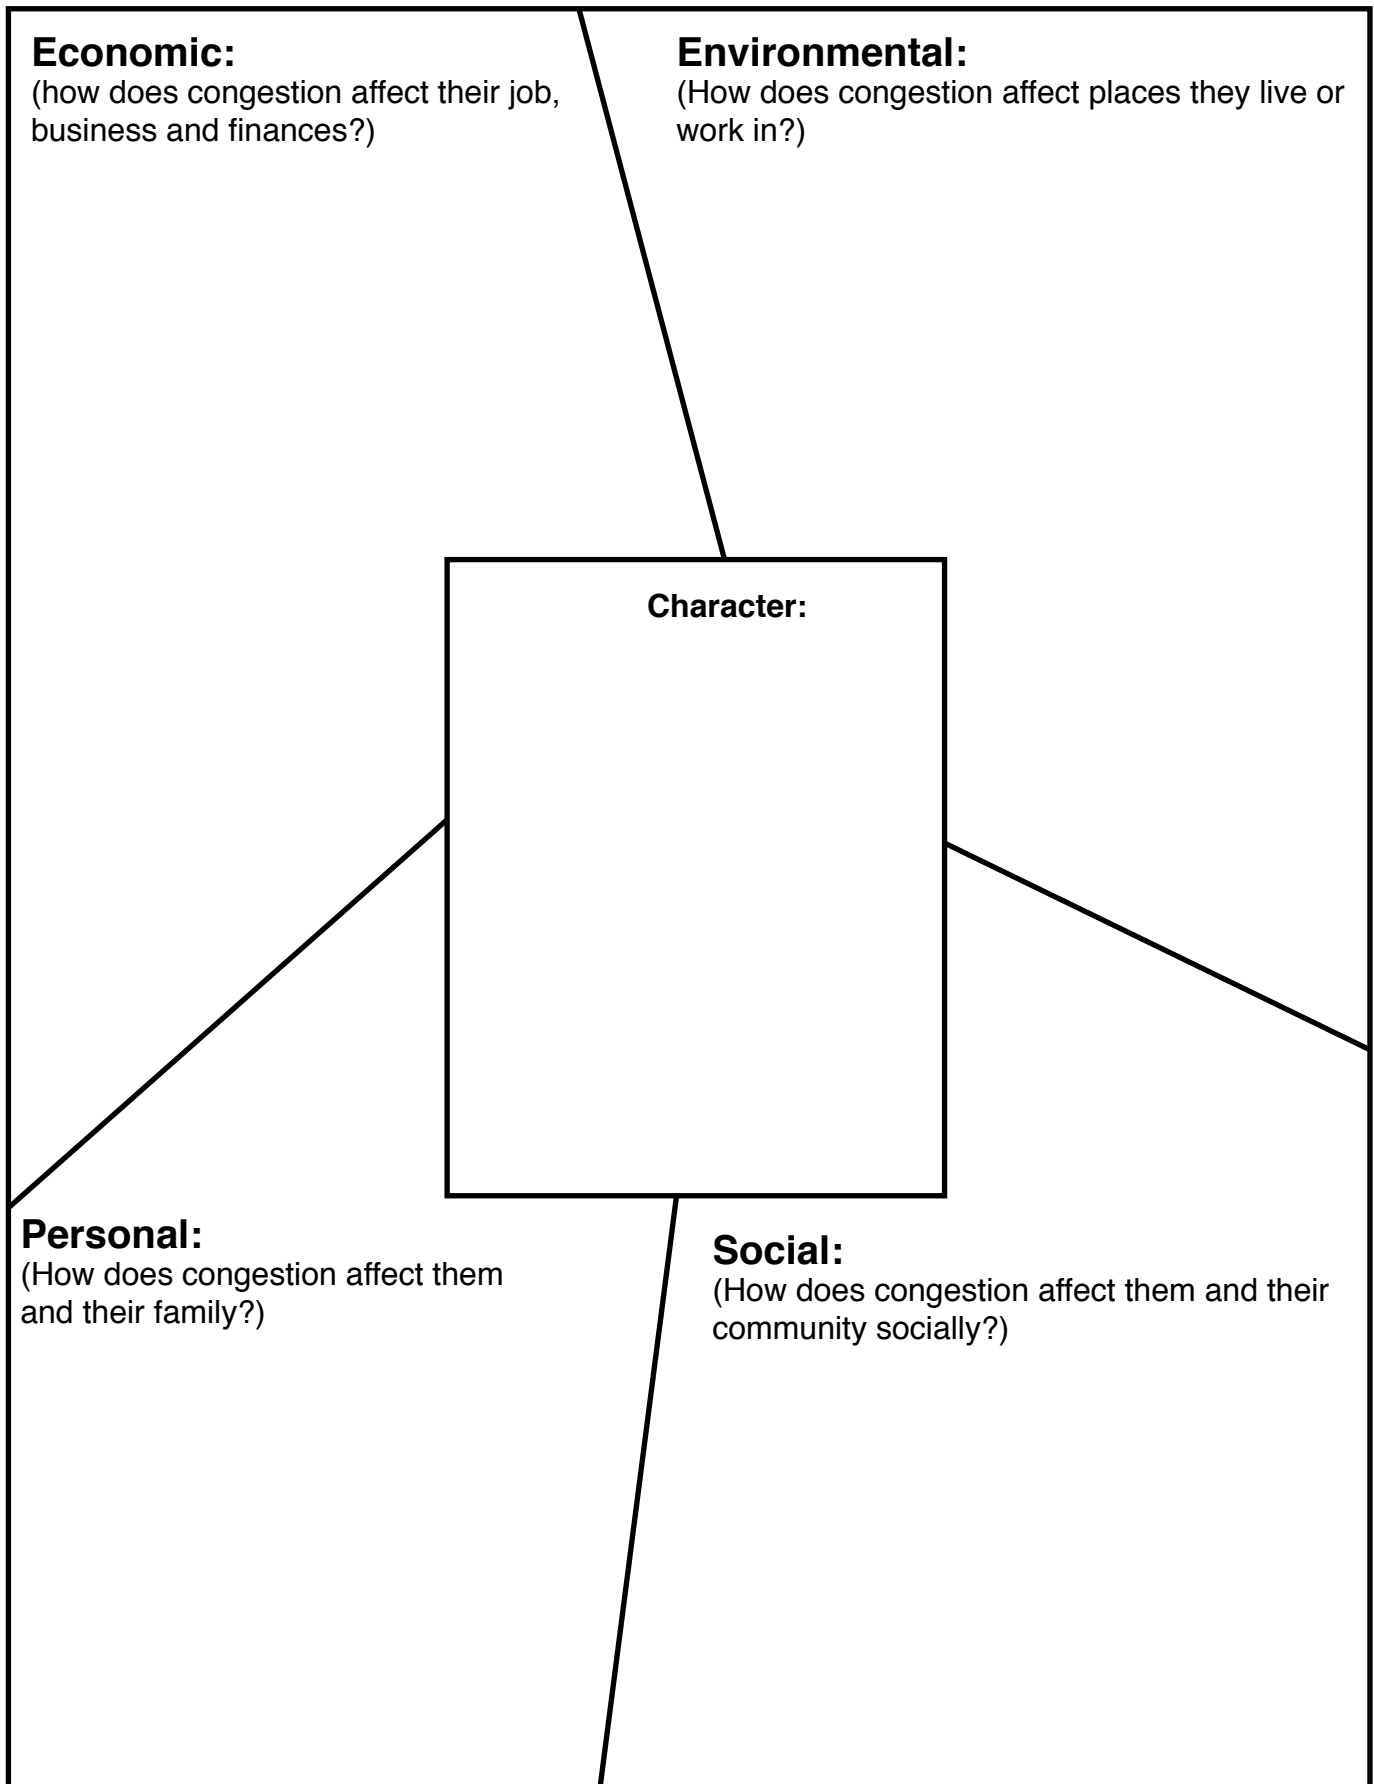 Economic:
(how does congestion affect their job,
business and finances?)
Environmental:
(How does congestion affect places they live or
work in?)
Character:
Personal:
(How does congestion affect them
and their family?)
Social:
(How does congestion affect them and their
community socially?)